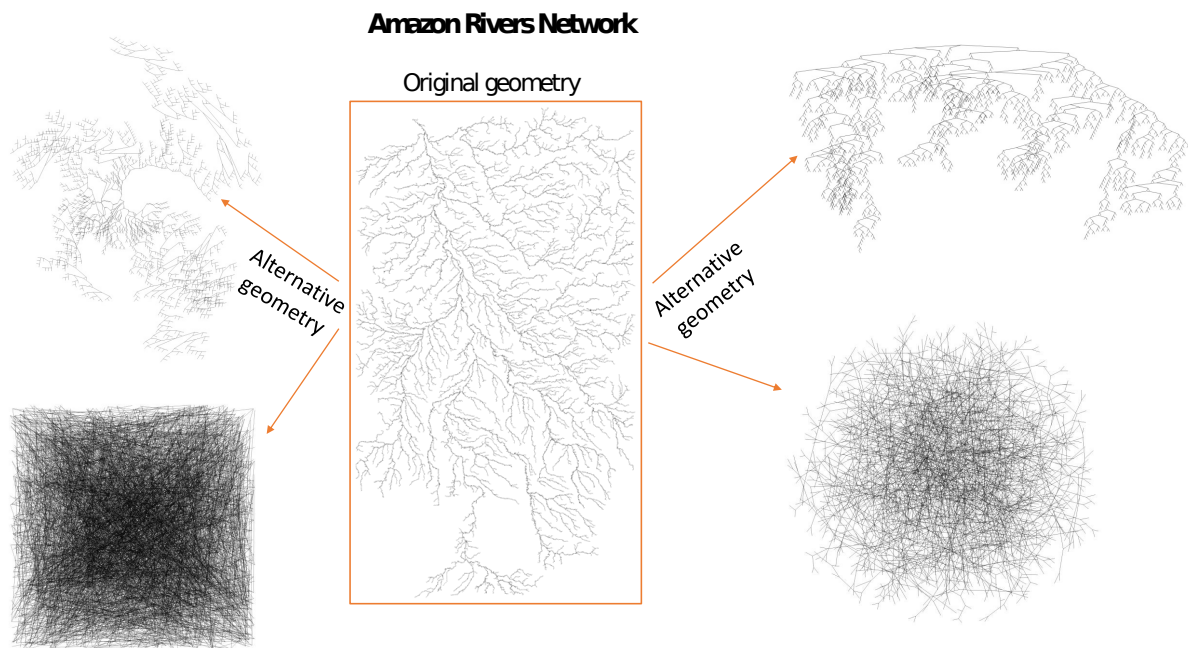 Amazon Rivers Network
Original geometry
Alternative
geometry
Alternative
geometry